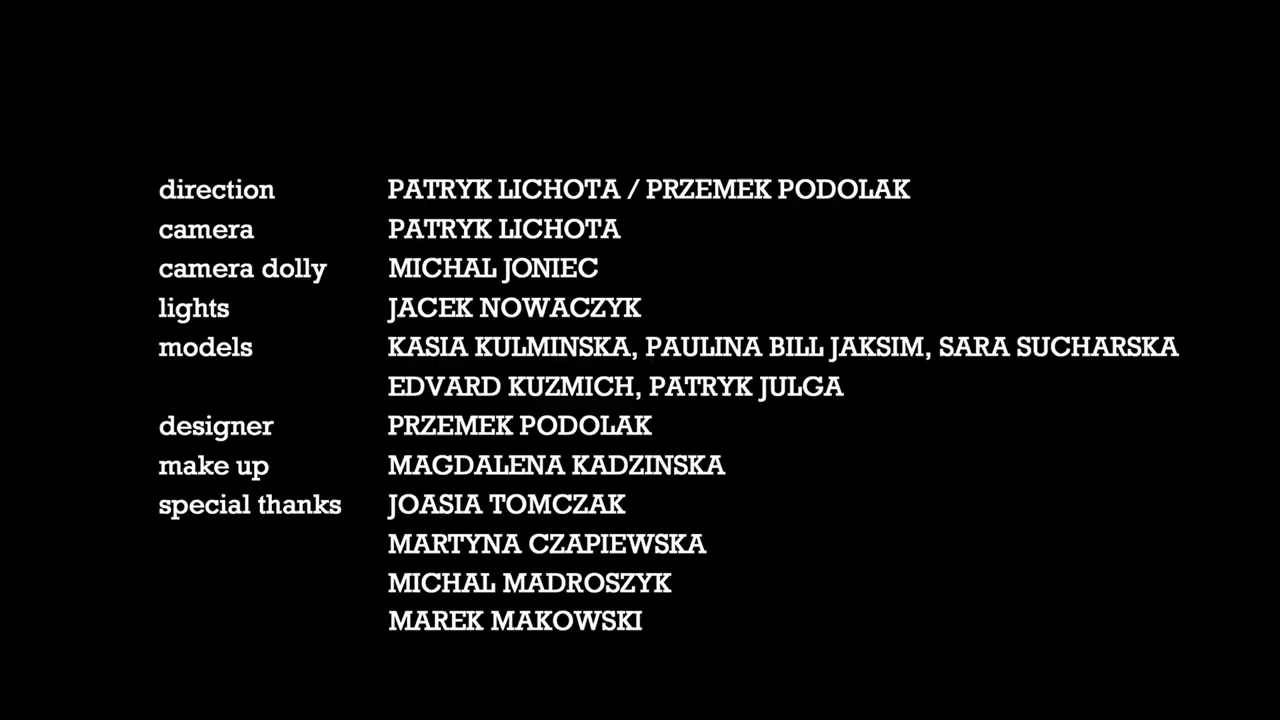 direction PATRYK LICHOTA / PRZEMEK PODOLAK
camera PATRYK LICHOTA
camera dolly MICHAL JONIEC
lights JACEK NOWACZYK
models KASIA KULMINSKA, PAULINA BILL JAKSIM, SARA SUCHARSKA
EDVARD KUZMICH, PATRYK JULGA
designer PRZEMEK PODOLAK
make up MAGDALENA KADZINSKA
special thanks JOASIA TOMCZAK
MARTYNA CZAPIEWSKA
MICHAL MADROSZYK
MAREK MAKOWSKI